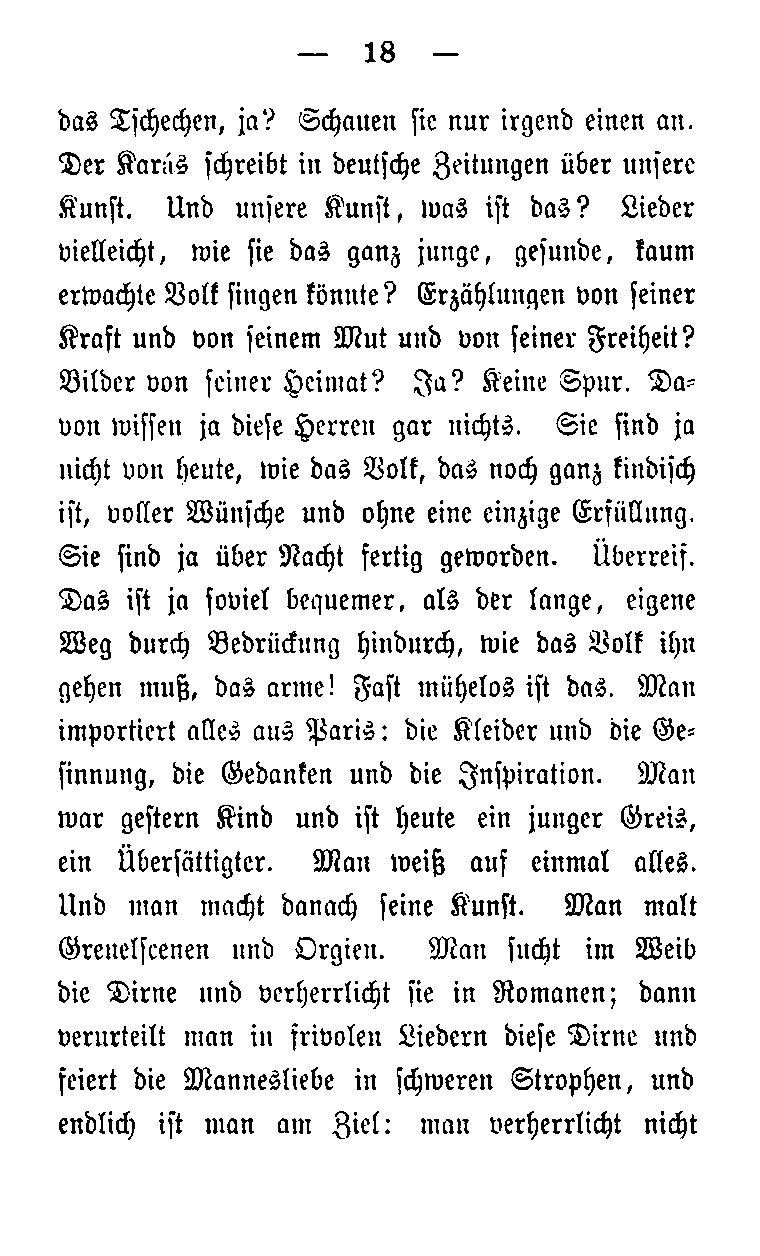 — 18 —
das Tschechen, ja? Schauen sie nur irgend einen an.
Der Karás schreibt in deutsche Zeitungen über unsere
Kunst. Und unsere Kunst, was ist das? Lieder
vielleicht, wie sie das ganz junge, gesunde, kaum
erwachte Volk singen könnte? Erzählungen von seiner
Kraft und von seinem Mut und von seiner Freiheit?
Bilder von seiner Heimat? Ja? Keine Spur. Da-
von wissen ja diese Herren gar nichts. Sie sind ja
nicht von heute, wie das Volk, das noch ganz kindisch
ist, voller Wünsche und ohne eine einzige Erfüllung.
Sie sind ja über Nacht fertig geworden. Überreif.
Das ist ja soviel bequemer, als der lange, eigene
Weg durch Bedrückung hindurch, wie das Volk ihn
gehen muß, das arme! Fast mühelos ist das. Man
importiert alles aus Paris: die Kleider und die Ge-
sinnung, die Gedanken und die Inspiration. Man
war gestern Kind und ist heute ein junger Greis,
ein Übersättigter. Man weiß auf einmal alles.
Und man macht danach seine Kunst. Man malt
Greuelscenen und Orgien. Man sucht im Weib
die Dirne und verherrlicht sie in Romanen; dann
verurteilt man in frivolen Liedern diese Dirne und
feiert die Mannesliebe in schweren Strophen, und
endlich ist man am Ziel: man verherrlicht nicht